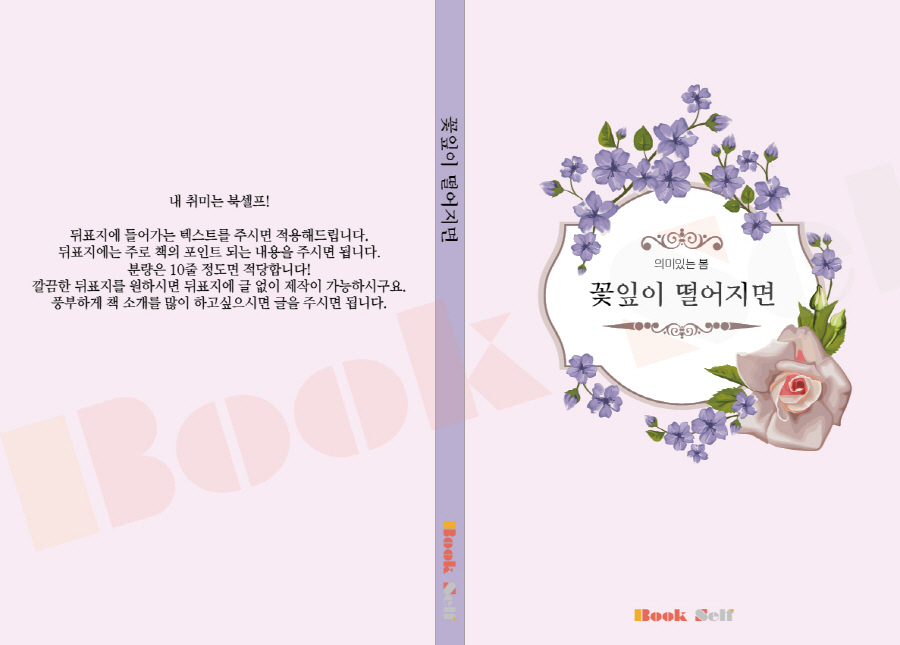 내 취미는 북셀프!
뒤표지에 들어가는 텍스트를 주시면 적용해드립니다.
뒤표지에는 주로 책의 포인트 되는 내용을 주시면 됩니다.
분량은 10줄 정도면 적당합니다!
깔끔한 뒤표지를 원하시면 뒤표지에 글 없이 제작이 가능하시구요.
풍부하게 책 소개를 많이 하고싶으시면 글을 주시면 됩니다.
꽃잎이 떨어지면
Book Self
의미있는 봄
꽃잎이 떨어지면
Book Self
Book Self